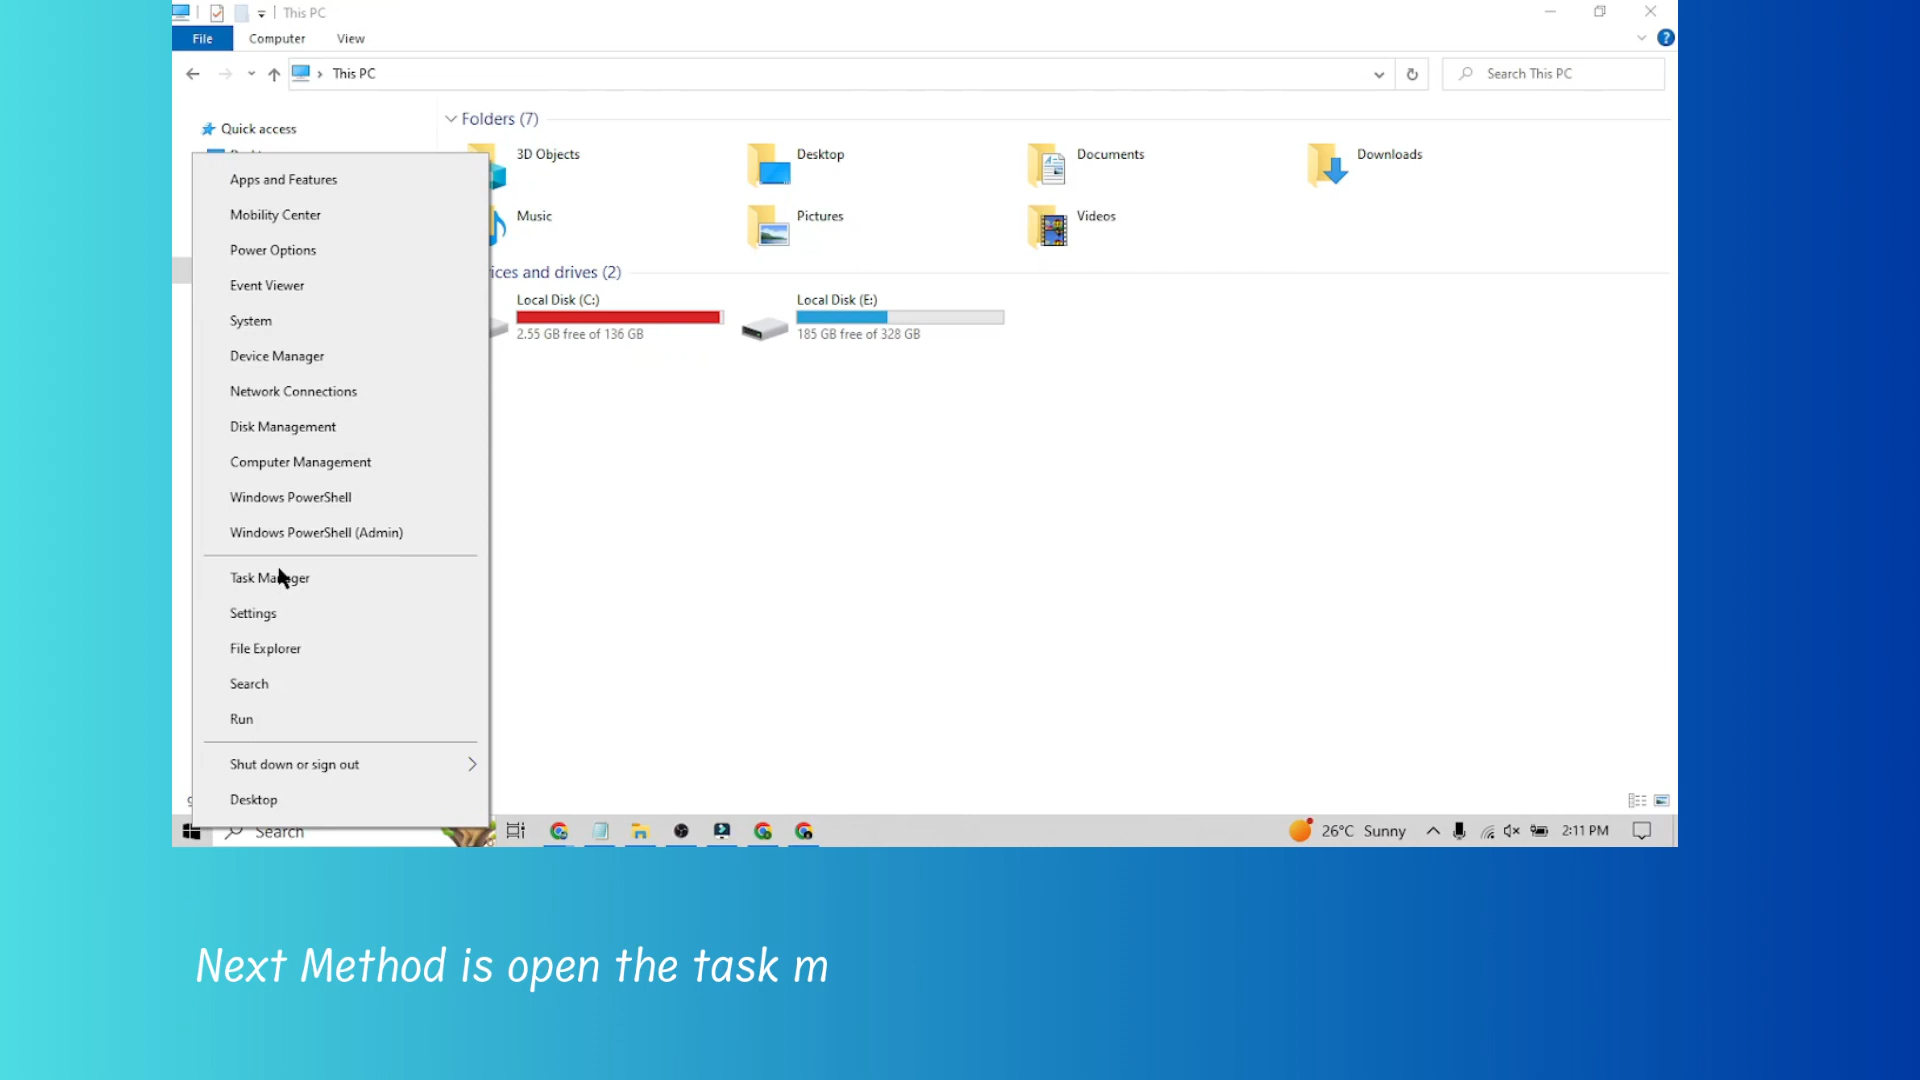 This PC
File Computer View
This PC
Search This PC
Quick access
Folders (7)
3D Objects
Desktop
Documents
Downloads
Music
Pictures
Videos
ices and drives (2)
Local Disk (C:)
2.55 GB free of 136 GB
Local Disk (E:)
185 GB free of 328 GB
Apps and Features
Mobility Center
Power Options
Event Viewer
System
Device Manager
Network Connections
Disk Management
Computer Management
Windows PowerShell
Windows PowerShell (Admin)
Task Manager
Settings
File Explorer
Search
Run
Shut down or sign out
Desktop
Search
26°C Sunny
2:11 PM
Next Method is open the task m